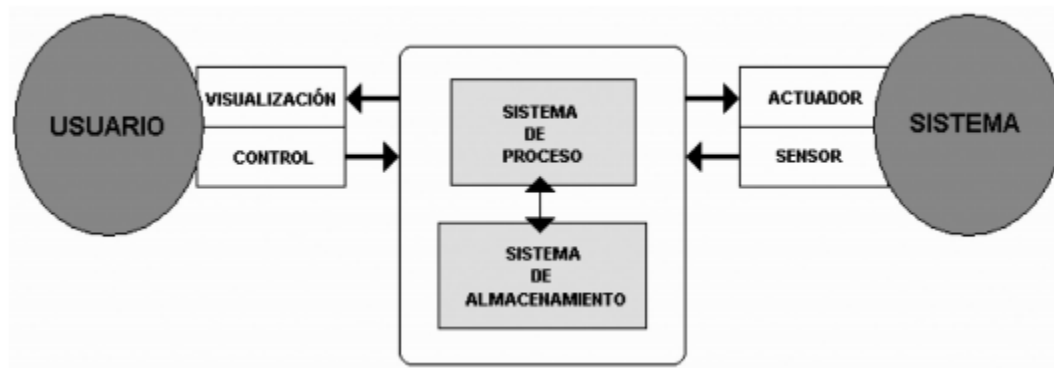 USUARIO
VISUALIZACIÓN
CONTROL
SISTEMA
DE
PROCESO
SISTEMA
DE
ALMACENAMIENTO
ACTUADOR
SENSOR
SISTEMA